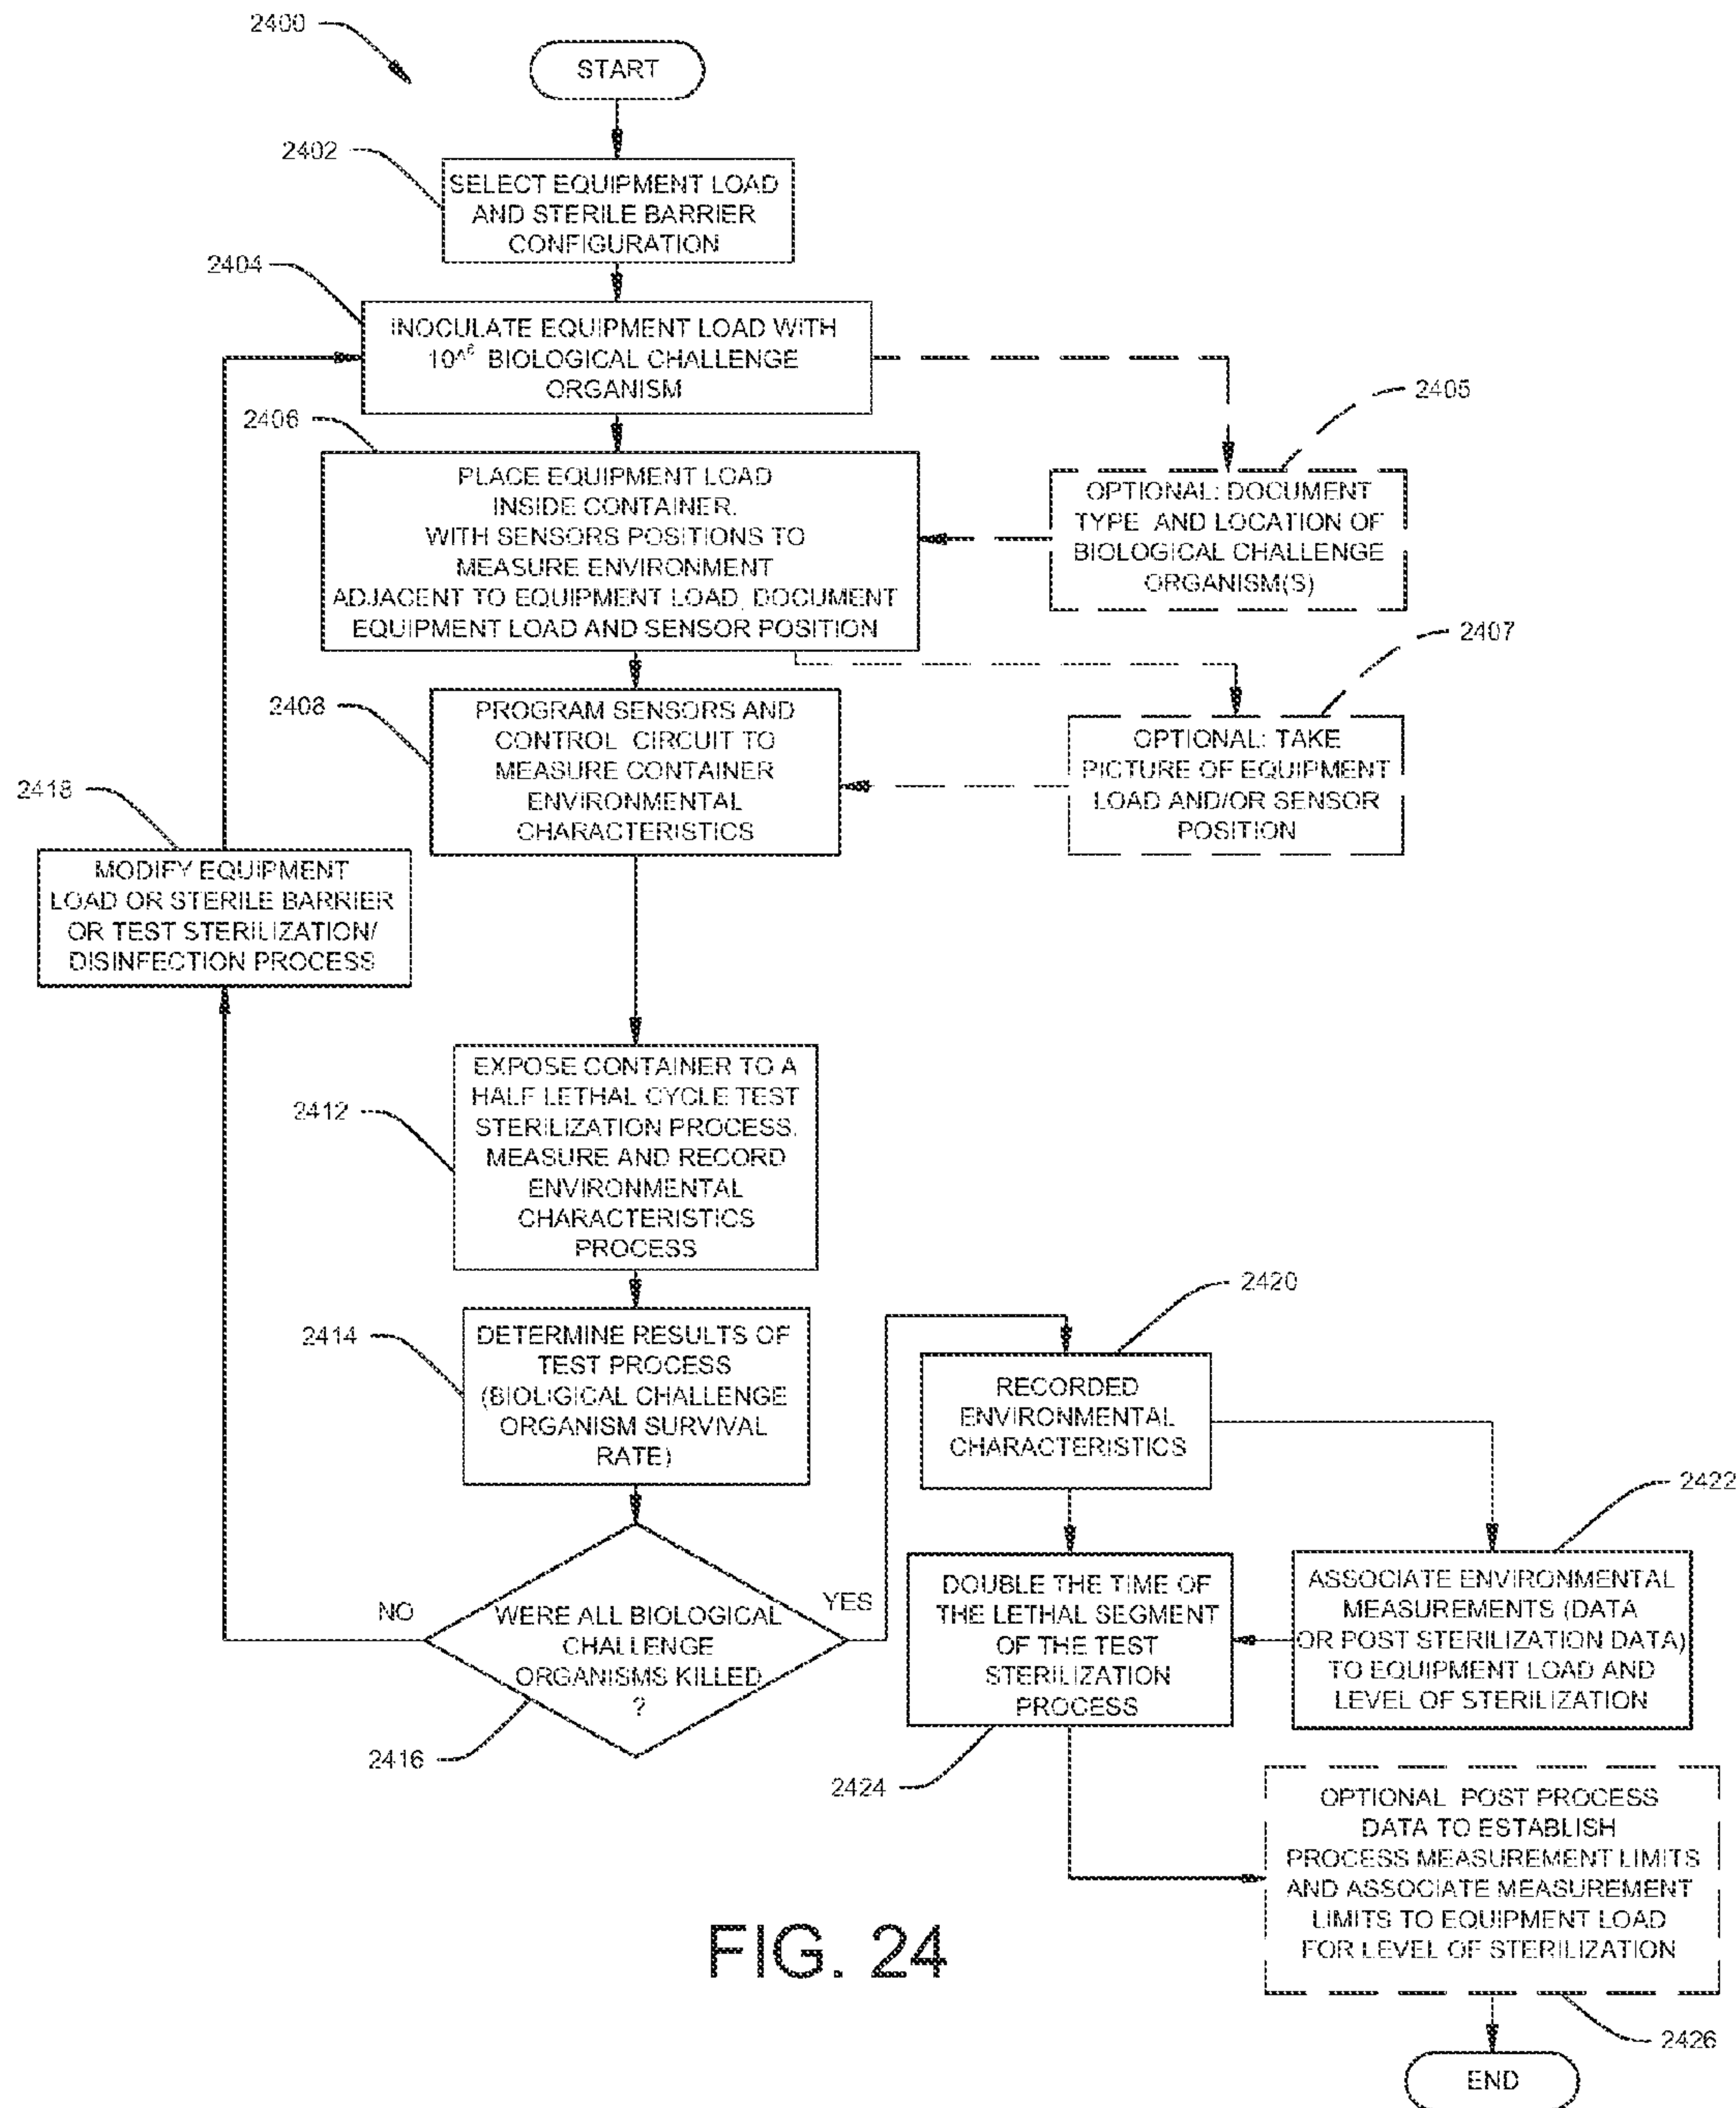 2400
START
2402
SELECT EQUIPMENT LOAD
AND STERILE BARRIER
CONFIGURATION
2404
INOCULATE EQUIPMENT LOAD WITH
10^6 BIOLOGICAL CHALLENGE
ORGANISM
2405
OPTIONAL: DOCUMENT
TYPE AND LOCATION OF
BIOLOGICAL CHALLENGE
ORGANISM(S)
2406
PLACE EQUIPMENT LOAD
INSIDE CONTAINER.
WITH SENSORS POSITIONS TO
MEASURE ENVIRONMENT
ADJACENT TO EQUIPMENT LOAD, DOCUMENT
EQUIPMENT LOAD AND SENSOR POSITION
2407
OPTIONAL: TAKE
PICTURE OF EQUIPMENT
LOAD AND/OR SENSOR
POSITION
2408
PROGRAM SENSORS AND
CONTROL CIRCUIT TO
MEASURE CONTAINER
ENVIRONMENTAL
CHARACTERISTICS
2418
MODIFY EQUIPMENT
LOAD OR STERILE BARRIER
OR TEST STERILIZATION/
DISINFECTION PROCESS
2412
EXPOSE CONTAINER TO A
HALF LETHAL CYCLE TEST
STERILIZATION PROCESS.
MEASURE AND RECORD
ENVIRONMENTAL
CHARACTERISTICS
PROCESS
2414
DETERMINE RESULTS OF
TEST PROCESS
(BIOLIGICAL CHALLENGE
ORGANISM SURVIVAL
RATE)
2416
NO
WERE ALL BIOLOGICAL
CHALLENGE
ORGANISMS KILLED
?
YES
2420
RECORDED
ENVIRONMENTAL
CHARACTERISTICS
2422
ASSOCIATE ENVIRONMENTAL
MEASUREMENTS (DATA
OR POST STERILIZATION DATA)
TO EQUIPMENT LOAD AND
LEVEL OF STERILIZATION
2424
DOUBLE THE TIME OF
THE LETHAL SEGMENT
OF THE TEST
STERILIZATION
PROCESS
OPTIONAL POST PROCESS
DATA TO ESTABLISH
PROCESS MEASUREMENT LIMITS
AND ASSOCIATE MEASUREMENT
LIMITS TO EQUIPMENT LOAD
FOR LEVEL OF STERILIZATION
2426
END
FIG. 24